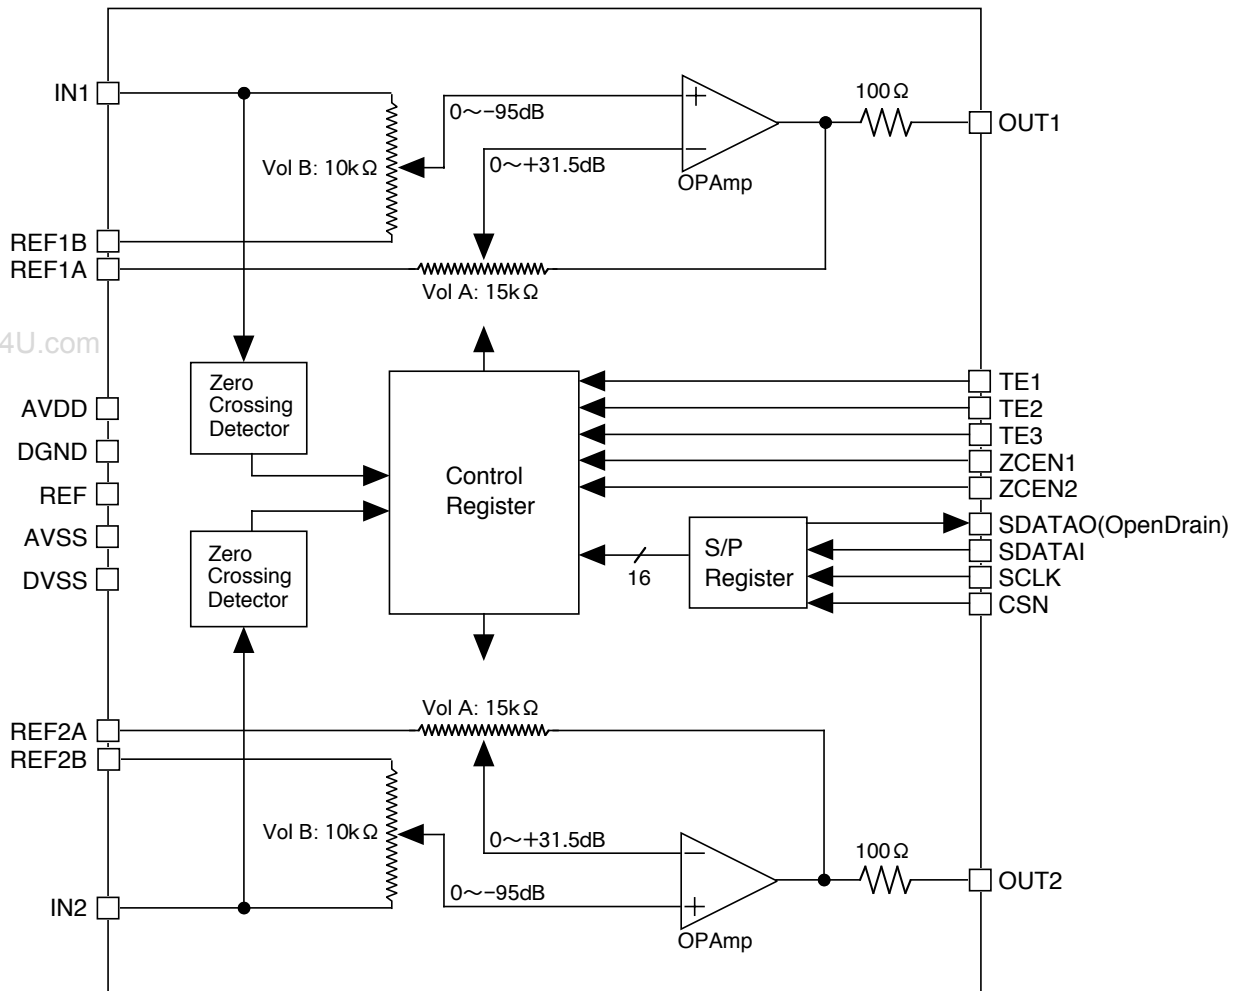 IN1
0～−95dB
100Ω
OUT1
+
Vol B: 10kΩ
0～+31.5dB
−
OPAmp
REF1B
REF1A
Vol A: 15kΩ
4U.com
Zero
Crossing
Detector
AVDD
DGND
REF
AVSS
DVSS
Control
Register
TE1
TE2
TE3
ZCEN1
ZCEN2
SDATAO(OpenDrain)
SDATAI
SCLK
CSN
S/P
Register
16
Zero
Crossing
Detector
Vol A: 15kΩ
REF2A
REF2B
Vol B: 10kΩ
0～+31.5dB
−
100Ω
OUT2
0～−95dB
+
IN2
OPAmp